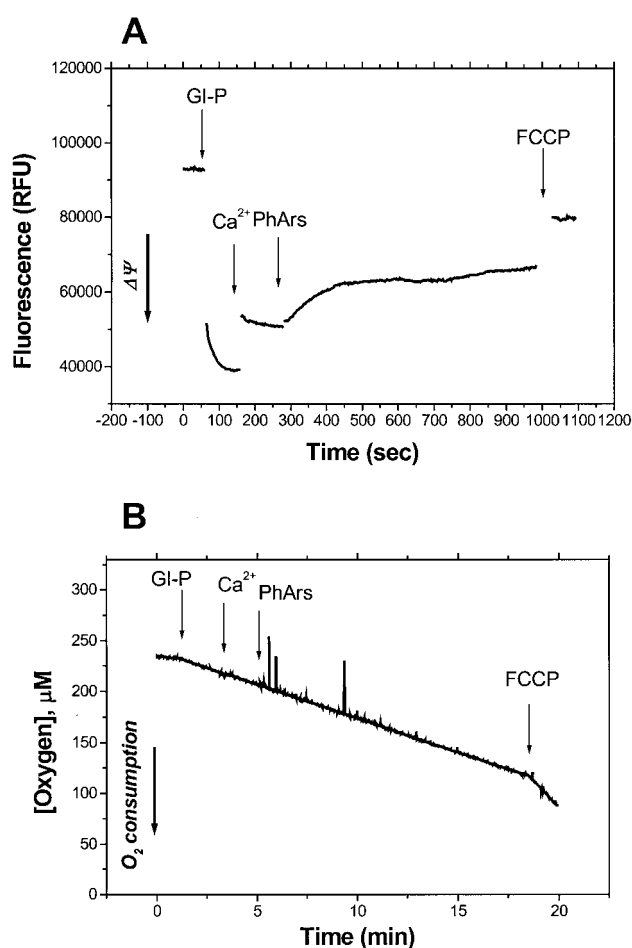 A
120000
Gl-P
100000
FCCP
80000
Ca2+ PhArs
ΔΨ
60000
40000
Fluorescence (RFU)
-200 -100 0 100 200 300 400 500 600 700 800 900 1000 1100 1200
Time (sec)
B
300
Gl-P
Ca2+
PhArs
250
FCCP
200
150
O2 consumption
100
50
0
[Oxygen], µM
0 5 10 15 20
Time (min)